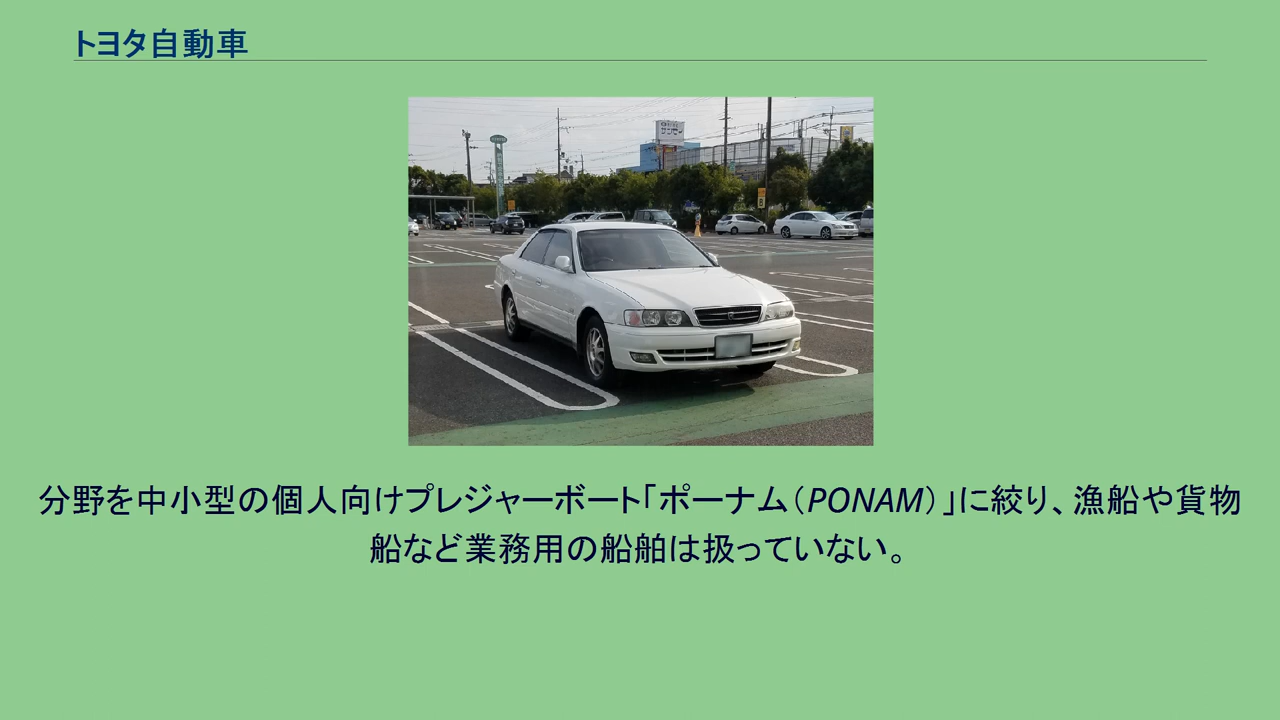 トヨタ自動車
分野を中小型の個人向けプレジャーボート「ポーナム（PONAM）」に絞り、漁船や貨物
船など業務用の船舶は扱っていない。